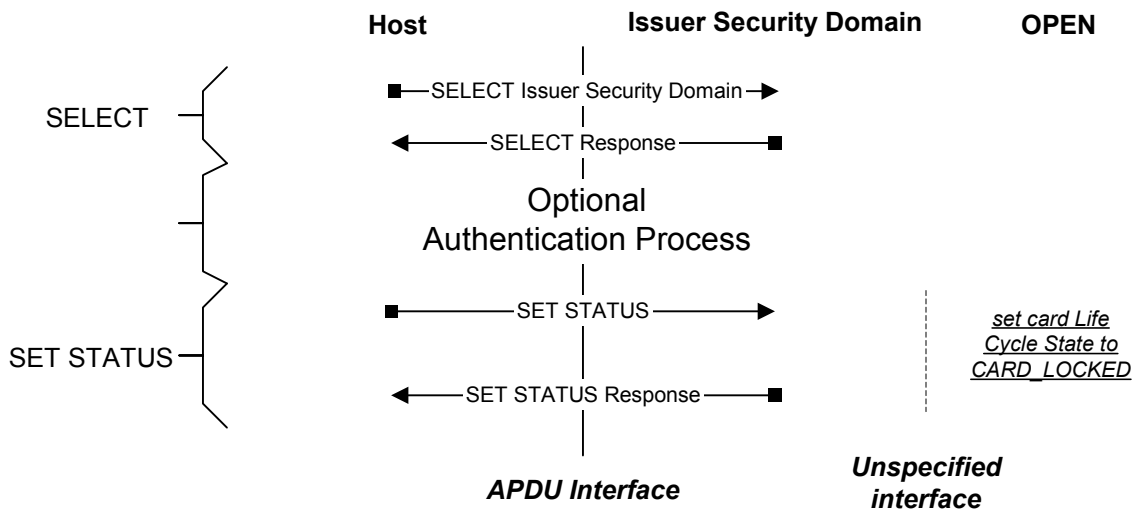 Host
Issuer Security Domain
OPEN
SELECT
SELECT Issuer Security Domain
SELECT Response
Optional
Authentication Process
SET STATUS
SET STATUS
SET STATUS Response
set card Life
Cycle State to
CARD_LOCKED
APDU Interface
Unspecified
interface